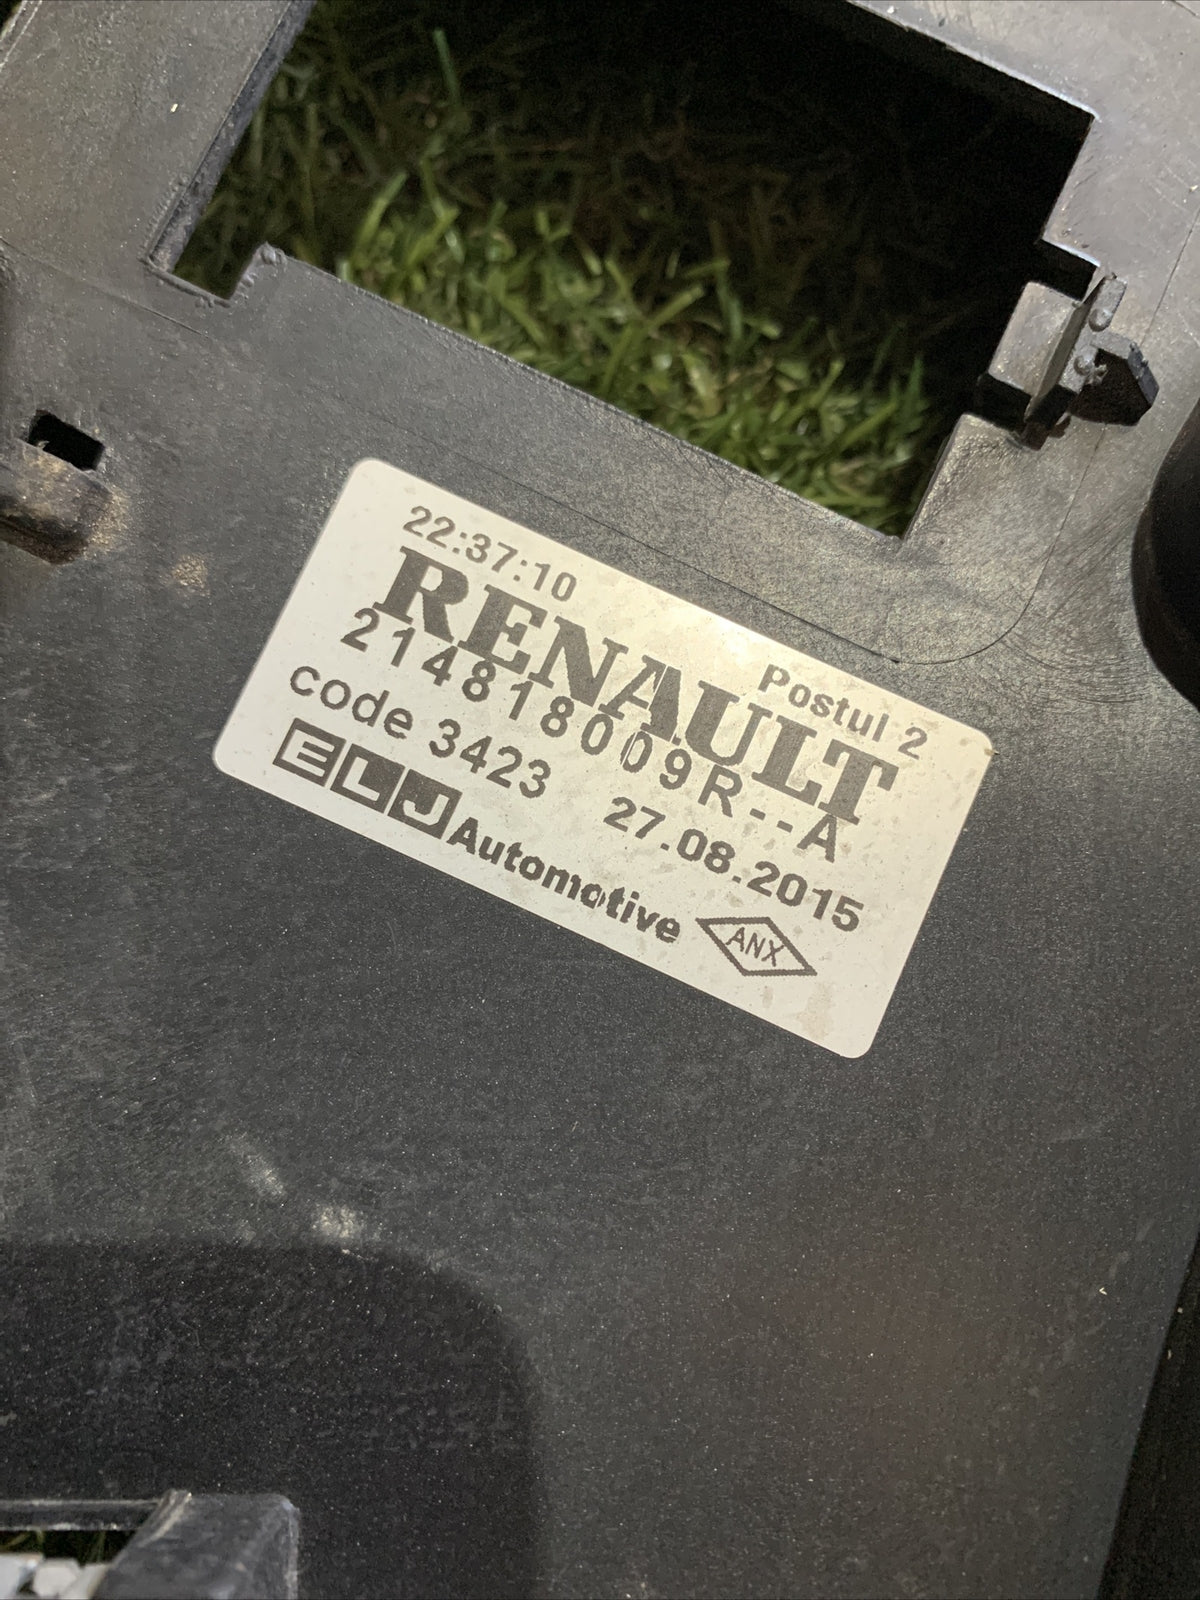 22:37:10
Postul 2
RENAULT
214818009R--A
code 3423 27.08.2015
ELJ Automotive ANX